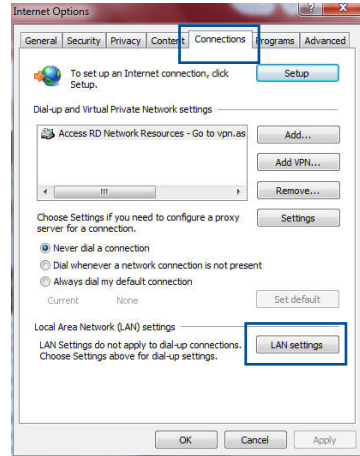 Internet Options
General Security Privacy Content Connections Programs Advanced
To set up an Internet connection, click
Setup.
Setup
Dial-up and Virtual Private Network settings
Access RD Network Resources - Go to vpn.as
Add...
Add VPN...
Remove...
Choose Settings if you need to configure a proxy
server for a connection.
Settings
Never dial a connection
Dial whenever a network connection is not present
Always dial my default connection
Current None
Set default
Local Area Network (LAN) settings
LAN Settings do not apply to dial-up connections.
Choose Settings above for dial-up settings.
LAN settings
OK Cancel Apply